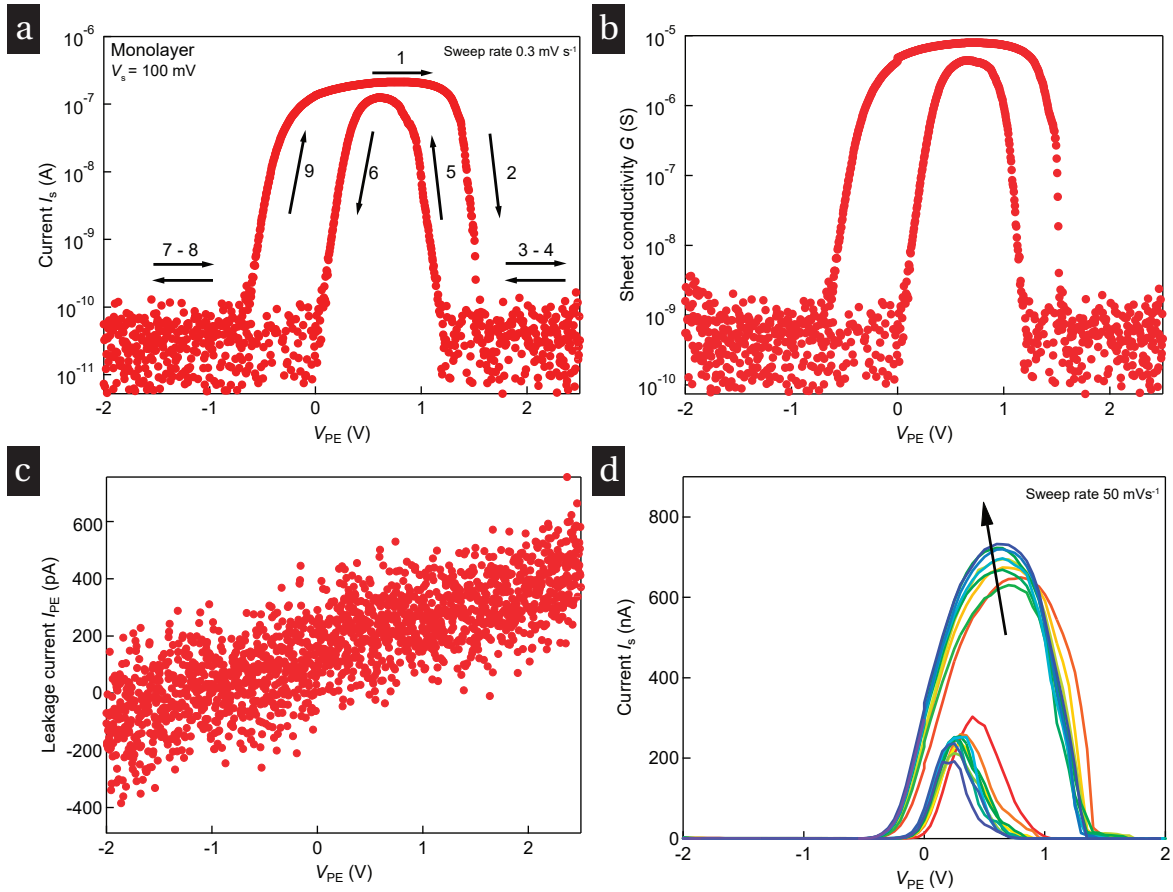 a
Monolayer
Vs = 100 mV
Sweep rate 0.3 mV s-1
1
9
6
5
2
7 - 8
3 - 4
10-6
10-7
10-8
10-9
10-10
10-11
Current Is (A)
-2 -1 0 1 2
VPE (V)
b
10-5
10-6
10-7
10-8
10-9
10-10
Sheet conductivity G (S)
-2 -1 0 1 2
VPE (V)
c
600
400
200
0
-200
-400
Leakage current IPE (pA)
-2 -1 0 1 2
VPE (V)
d
Sweep rate 50 mVs-1
800
600
400
200
0
Current Is (nA)
-2 -1 0 1 2
VPE (V)